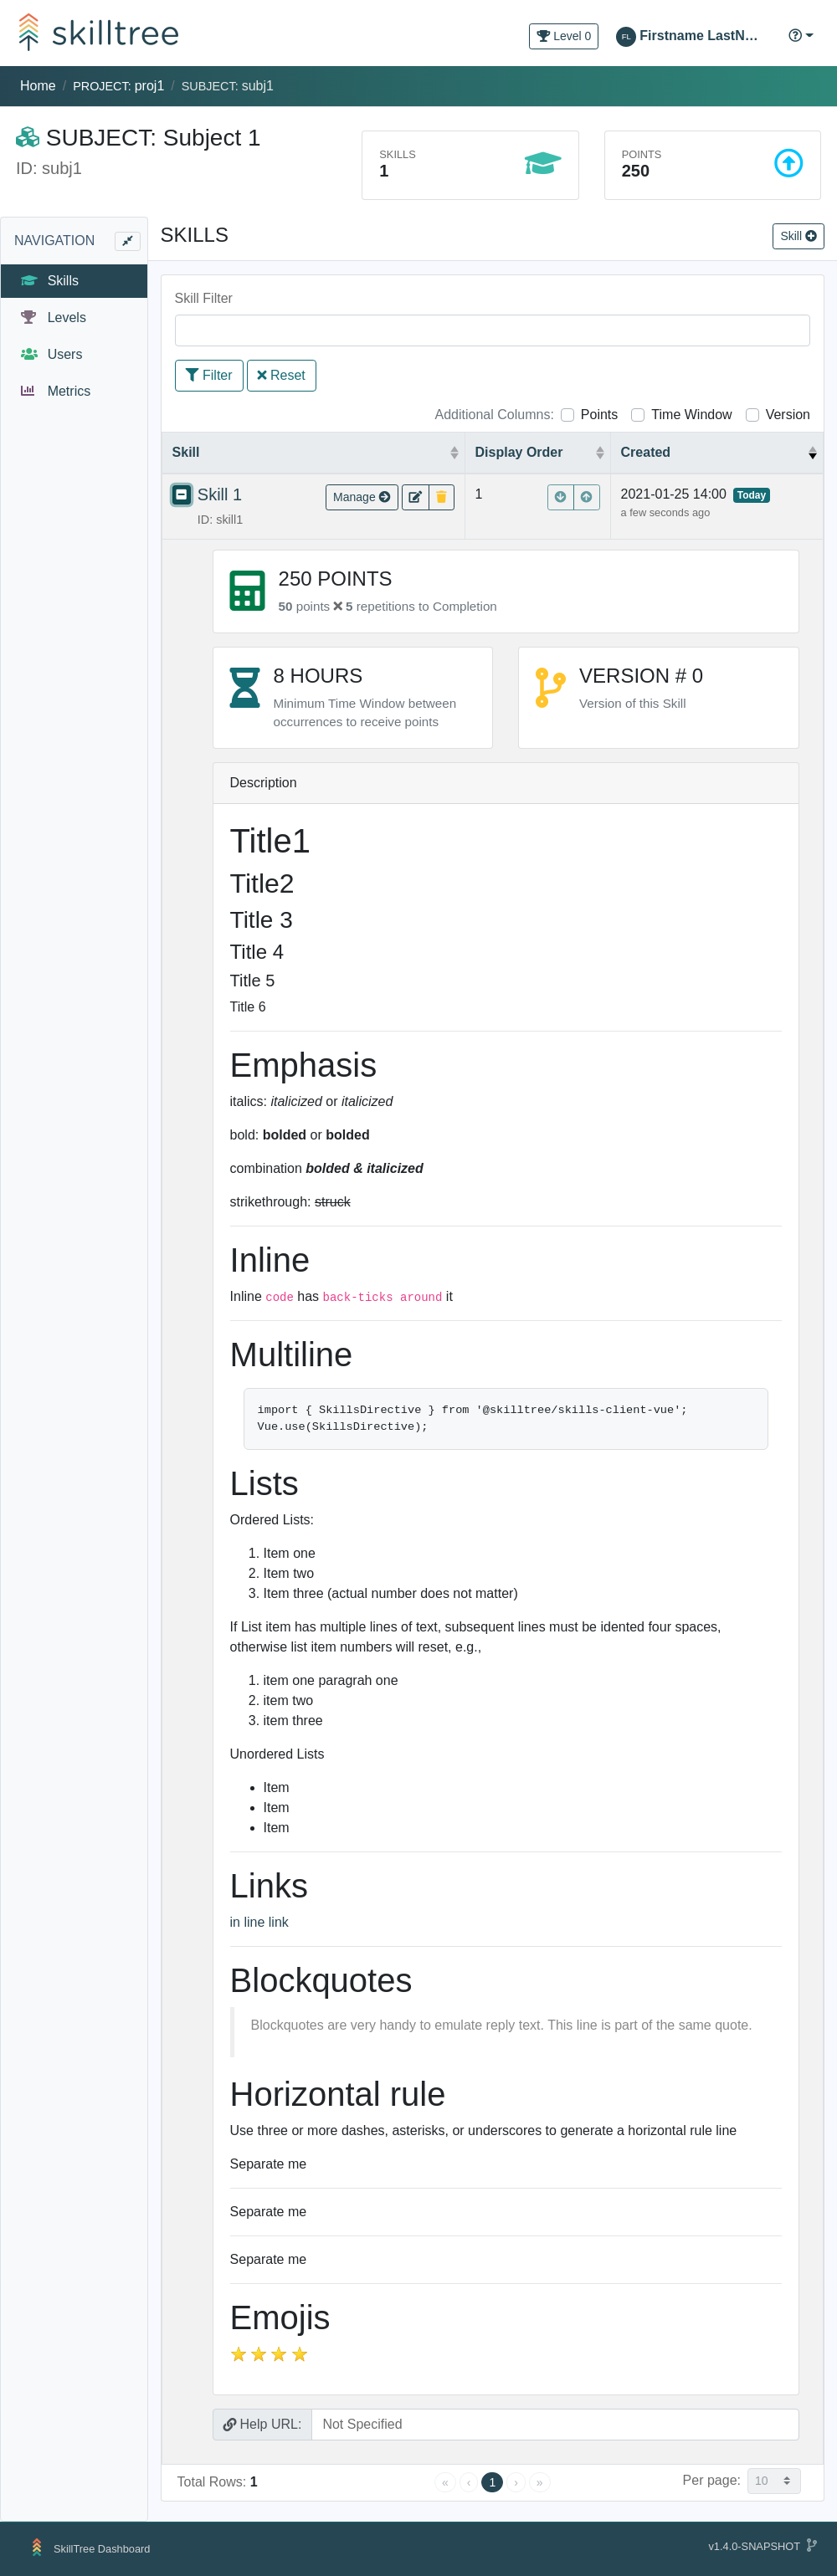 skilltree
Level 0
FL Firstname LastN…
Home / PROJECT: proj1 / SUBJECT: subj1
SUBJECT: Subject 1
ID: subj1
SKILLS
1
POINTS
250
NAVIGATION
Skills
Levels
Users
Metrics
SKILLS
Skill
Skill Filter
Filter
Reset
Additional Columns: Points Time Window Version
Skill Display Order Created
Skill 1
ID: skill1
Manage
1
2021-01-25 14:00 Today
a few seconds ago
250 POINTS
50 points × 5 repetitions to Completion
8 HOURS
Minimum Time Window between
occurrences to receive points
VERSION # 0
Version of this Skill
Description
Title1
Title2
Title 3
Title 4
Title 5
Title 6
Emphasis
italics: italicized or italicized
bold: bolded or bolded
combination bolded & italicized
strikethrough: struck
Inline
Inline code has back-ticks around it
Multiline
import { SkillsDirective } from '@skilltree/skills-client-vue';
Vue.use(SkillsDirective);
Lists
Ordered Lists:
1. Item one
2. Item two
3. Item three (actual number does not matter)
If List item has multiple lines of text, subsequent lines must be idented four spaces,
otherwise list item numbers will reset, e.g.,
1. item one paragrah one
2. item two
3. item three
Unordered Lists
• Item
• Item
• Item
Links
in line link
Blockquotes
Blockquotes are very handy to emulate reply text. This line is part of the same quote.
Horizontal rule
Use three or more dashes, asterisks, or underscores to generate a horizontal rule line
Separate me
Separate me
Separate me
Emojis
Help URL: Not Specified
Total Rows: 1
« ‹ 1 › »
Per page: 10
SkillTree Dashboard
v1.4.0-SNAPSHOT